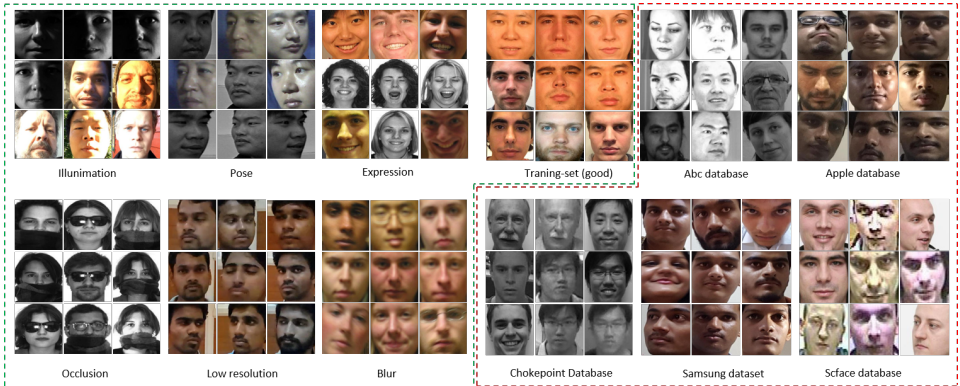 Illunimation
Pose
Expression
Traning-set (good)
Abc database
Apple database
Occlusion
Low resolution
Blur
Chokepoint Database
Samsung dataset
Scface database